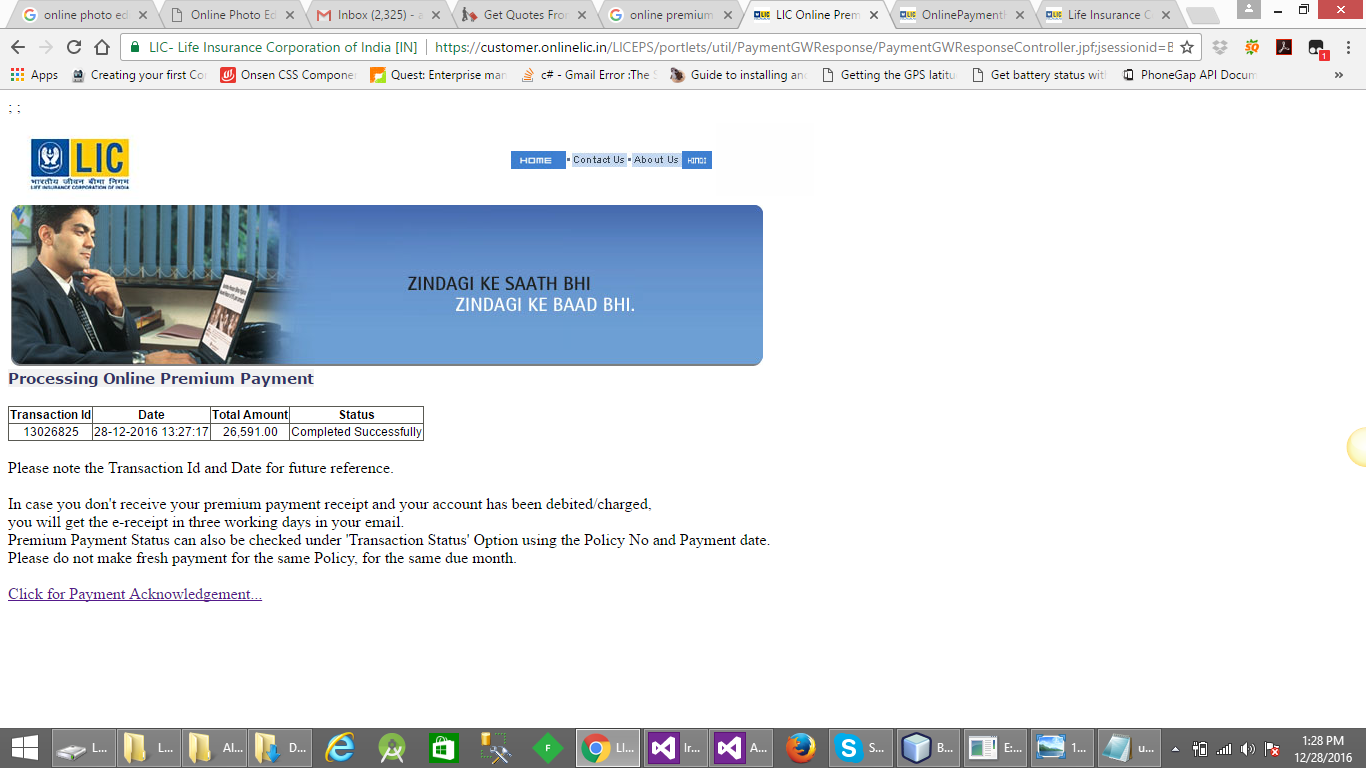 online photo ed
Online Photo Ed
Inbox (2,325) - a
Get Quotes Fron
online premium
LIC Online Prem
OnlinePaymentF
Life Insurance C
LIC- Life Insurance Corporation of India [IN]
https://customer.onlinelic.in/LICEPS/portlets/util/PaymentGWResponse/PaymentGWResponseController.jpf;jsessionid=B
Apps
Creating your first Co
Onsen CSS Componen
Quest: Enterprise man
c# - Gmail Error :The S
Guide to installing an
Getting the GPS latitu
Get battery status with
PhoneGap API Docum
; ;
LIC
भारतीय जीवन बीमा निगम
LIFE INSURANCE CORPORATION OF INDIA
HOME
Contact Us
About Us
HINDI
ZINDAGI KE SAATH BHI
ZINDAGI KE BAAD BHI.
Processing Online Premium Payment
Transaction Id Date Total Amount Status
13026825 28-12-2016 13:27:17 26,591.00 Completed Successfully
Please note the Transaction Id and Date for future reference.
In case you don't receive your premium payment receipt and your account has been debited/charged,
you will get the e-receipt in three working days in your email.
Premium Payment Status can also be checked under 'Transaction Status' Option using the Policy No and Payment date.
Please do not make fresh payment for the same Policy, for the same due month.
Click for Payment Acknowledgement...
L...
L...
Al...
D...
LI...
Ir...
A...
S...
B...
E:...
1...
u...
1:28 PM
12/28/2016